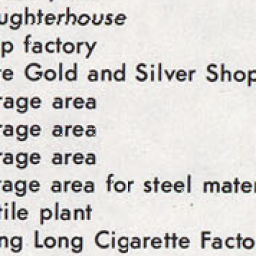 ughterhouse
p factory
e Gold and Silver Shop
rage area
rage area
rage area
rage area for steel mater
tile plant
ng Long Cigarette Facto